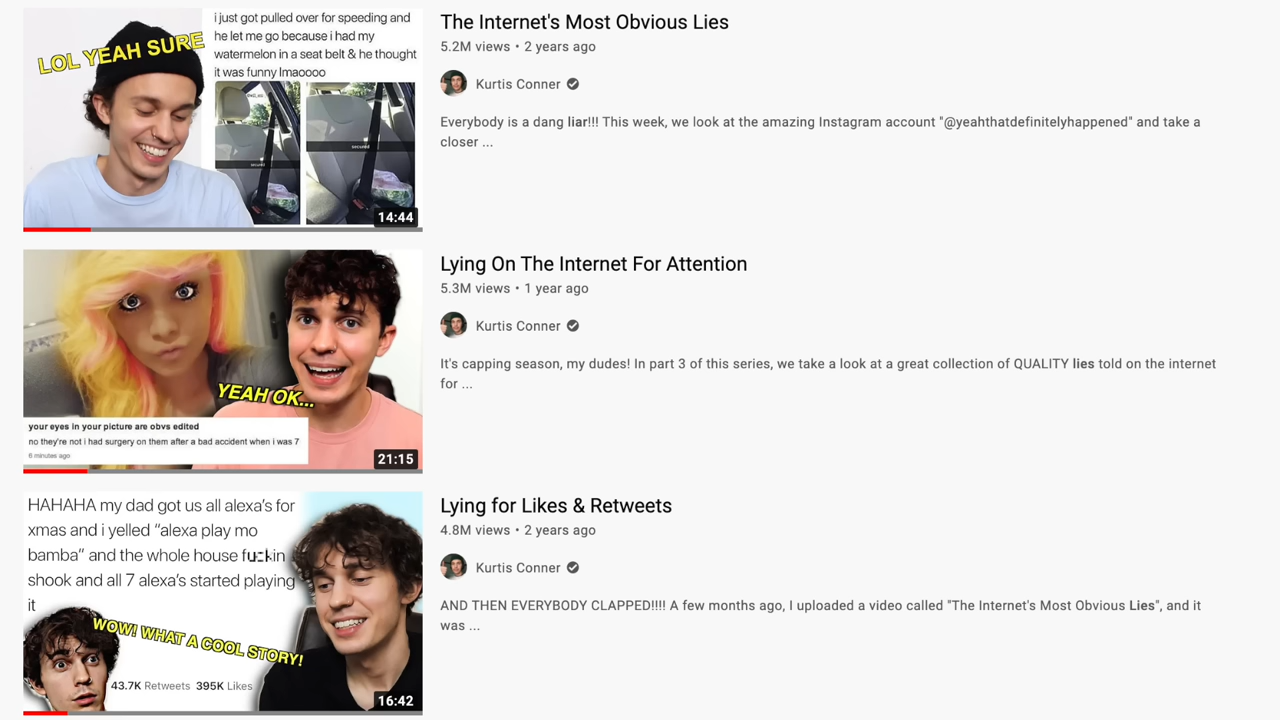 i just got pulled over for speeding and
he let me go because i had my
watermelon in a seat belt & he thought
it was funny lmaoooo
LOL YEAH SURE
secured
secured
14:44
The Internet's Most Obvious Lies
5.2M views • 2 years ago
Kurtis Conner
Everybody is a dang liar!!! This week, we look at the amazing Instagram account "@yeahthatdefinitelyhappened" and take a
closer ...
YEAH OK...
your eyes in your picture are obvs edited
no they're not i had surgery on them after a bad accident when i was 7
6 minutes ago
21:15
Lying On The Internet For Attention
5.3M views • 1 year ago
Kurtis Conner
It's capping season, my dudes! In part 3 of this series, we take a look at a great collection of QUALITY lies told on the internet
for ...
HAHAHA my dad got us all alexa's for
xmas and i yelled “alexa play mo
bamba” and the whole house fuckin
shook and all 7 alexa's started playing
it
WOW! WHAT A COOL STORY!
43.7K Retweets 395K Likes
16:42
Lying for Likes & Retweets
4.8M views • 2 years ago
Kurtis Conner
AND THEN EVERYBODY CLAPPED!!!! A few months ago, I uploaded a video called "The Internet's Most Obvious Lies", and it
was ...